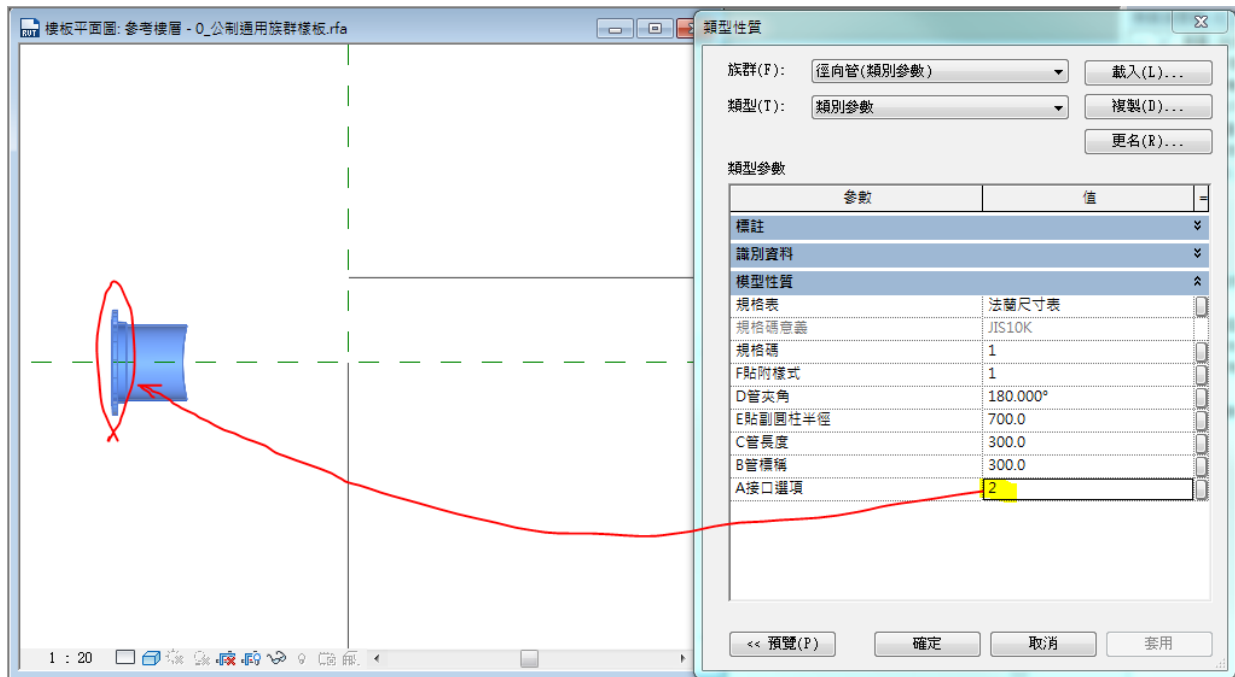 樓板平面圖: 參考樓層 - 0_公制通用族群樣板.rfa
1 : 20
類型性質
族群(F): 徑向管(類別參數) 載入(L)...
類型(T): 類別參數 複製(D)...
更名(R)...
類型參數
參數 值 =
標註
識別資料
模型性質
規格表 法蘭尺寸表
規格碼意義 JIS10K
規格碼 1
F貼附樣式 1
D管夾角 180.000°
E貼副圓柱半徑 700.0
C管長度 300.0
B管標稱 300.0
A接口選項 2
<< 預覽(P) 確定 取消 套用